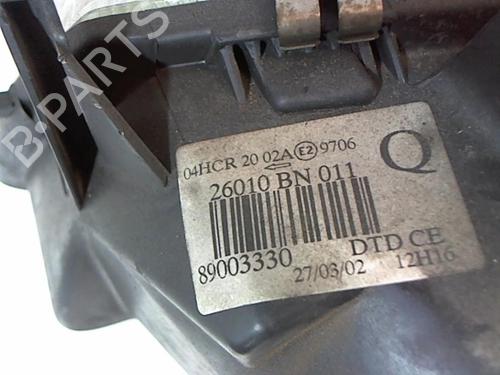 B-PARTS
04HCR 20 02A E2 9706
26010 BN 011 Q
89003330 DTD CE
27/03/02 12H16